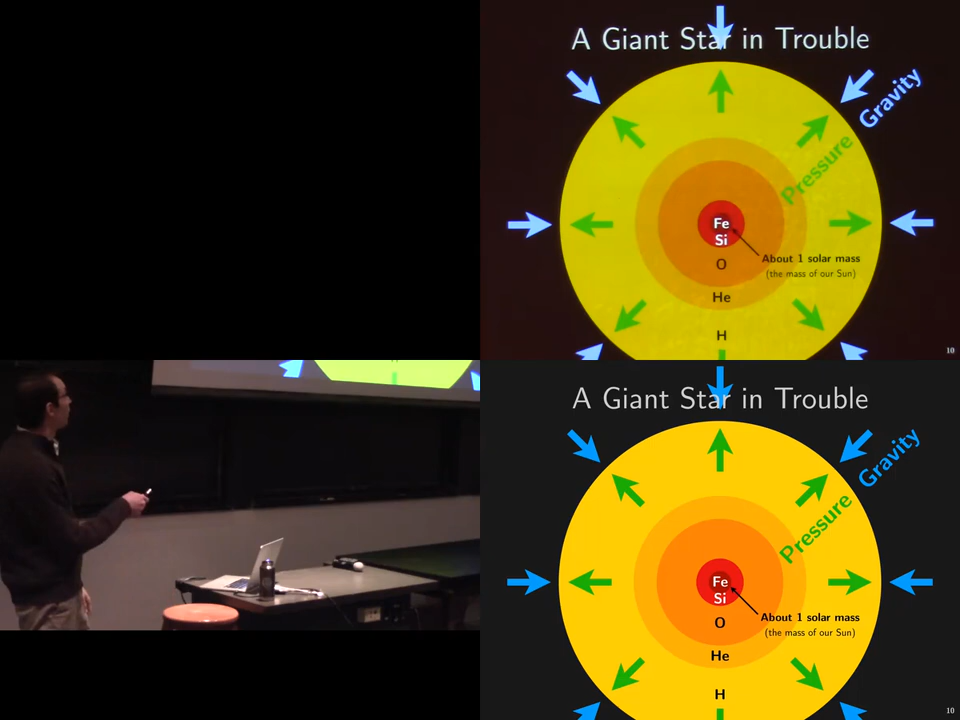 A Giant Star in Trouble
Gravity
Pressure
Fe
Si
About 1 solar mass
(the mass of our Sun)
O
He
H
10
A Giant Star in Trouble
Gravity
Pressure
Fe
Si
About 1 solar mass
(the mass of our Sun)
O
He
H
10